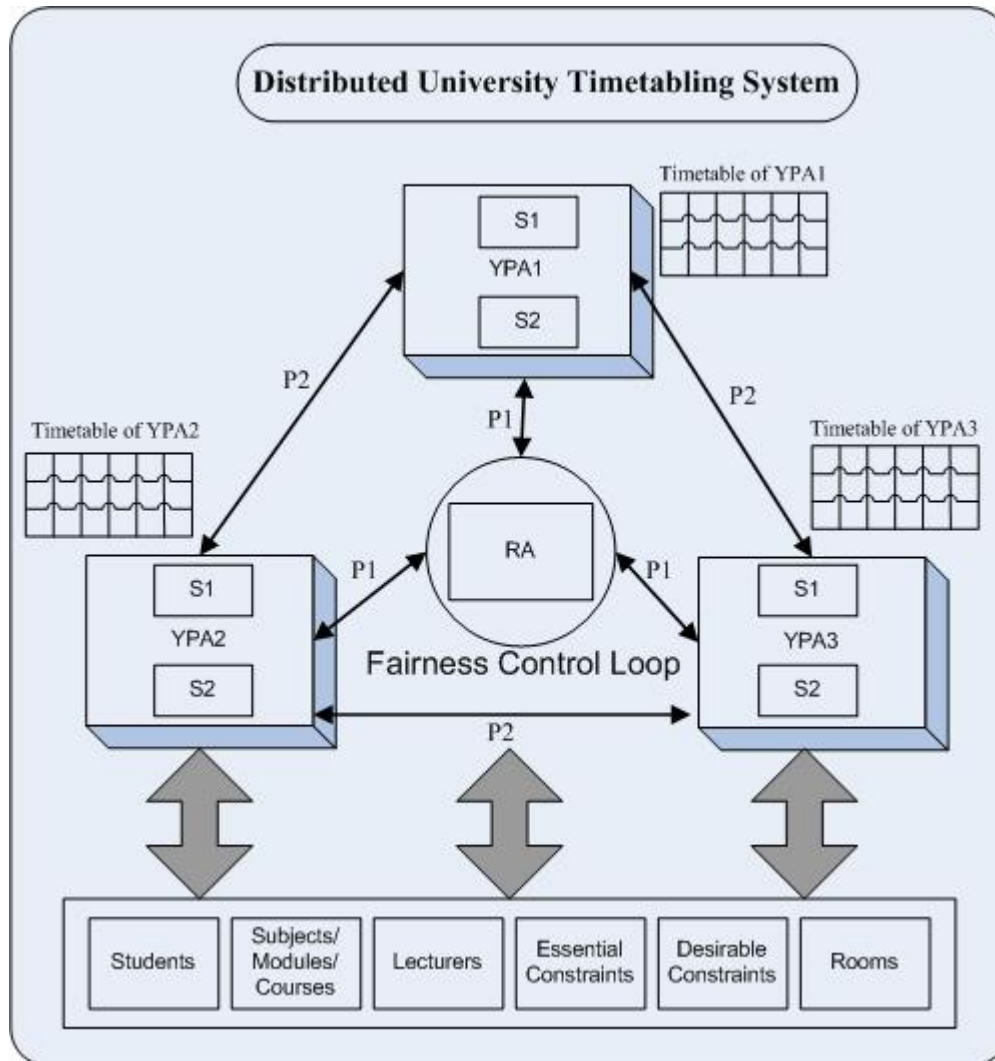 Distributed University Timetabling System
Timetable of YPA1
S1
YPA1
S2
P2
P2
P1
Timetable of YPA2
Timetable of YPA3
RA
P1
P1
S1
YPA2
S2
S1
YPA3
S2
Fairness Control Loop
P2
Students
Subjects/
Modules/
Courses
Lecturers
Essential
Constraints
Desirable
Constraints
Rooms